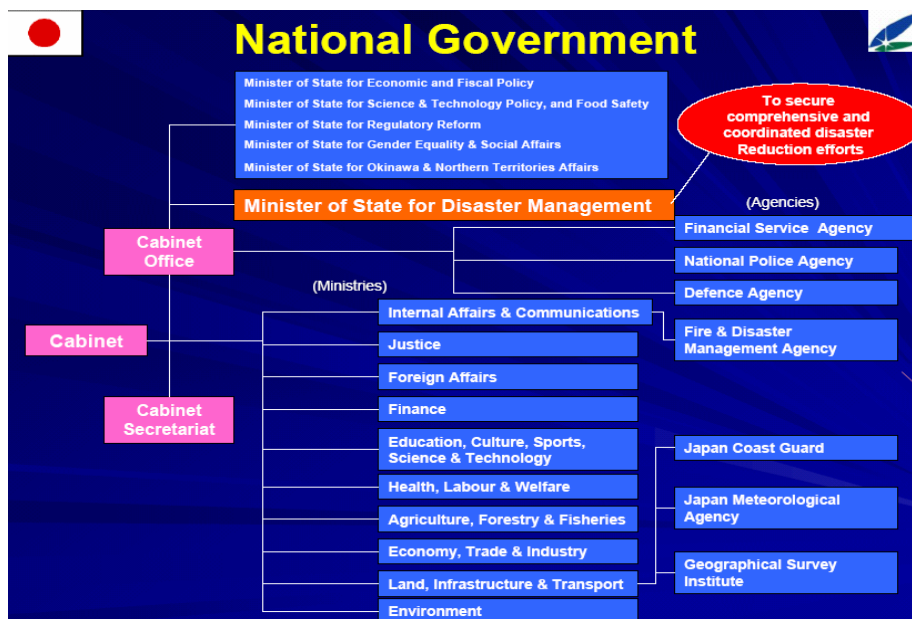 National Government
Minister of State for Economic and Fiscal Policy
Minister of State for Science & Technology Policy, and Food Safety
Minister of State for Regulatory Reform
Minister of State for Gender Equality & Social Affairs
Minister of State for Okinawa & Northern Territories Affairs
To secure
comprehensive and
coordinated disaster
Reduction efforts
Minister of State for Disaster Management
(Agencies)
Financial Service Agency
National Police Agency
Defence Agency
Cabinet
Office
(Ministries)
Internal Affairs & Communications
Fire & Disaster
Management Agency
Cabinet
Justice
Foreign Affairs
Finance
Cabinet
Secretariat
Education, Culture, Sports,
Science & Technology
Health, Labour & Welfare
Agriculture, Forestry & Fisheries
Economy, Trade & Industry
Land, Infrastructure & Transport
Environment
Japan Coast Guard
Japan Meteorological
Agency
Geographical Survey
Institute